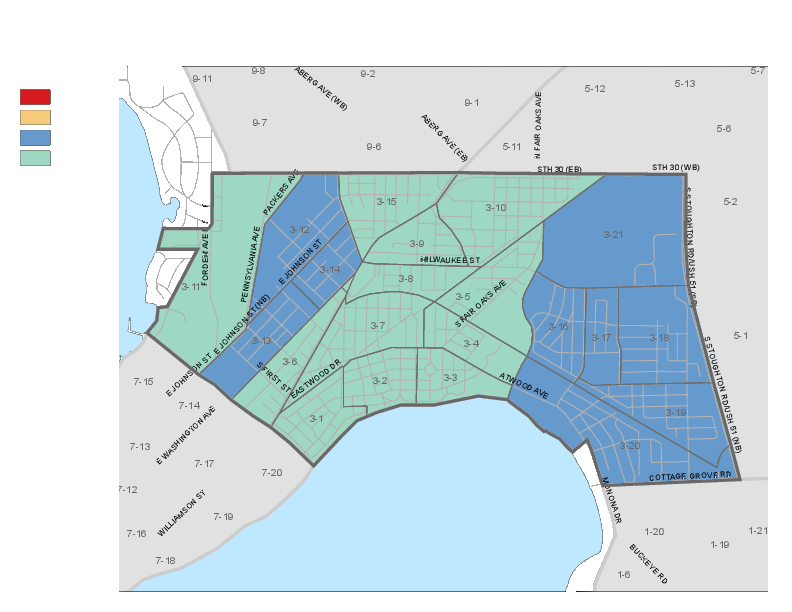 9-11
9-8
9-2
5-7
5-13
5-12
ABERG AVE (WB)
9-1
N FAIR OAKS AVE
9-7
5-6
ABERG AVE (EB)
9-6
5-11
STH 30 (EB)
STH 30 (WB)
PACKERS AVE
3-15
3-10
5-2
3-12
3-21
FORDEM AVE
PENNSYLVANIA AVE
E JOHNSON ST
3-9
MILWAUKEE ST
3-14
3-8
3-11
3-5
S FAIR OAKS AVE
E JOHNSON ST (NB)
3-7
3-16
3-17
3-18
5-1
3-13
3-4
S STOUGHTON RD/USH 51 (NB)
E JOHNSON ST
3-6
S FIRST ST
EASTWOOD DR
3-2
3-3
ATWOOD AVE
7-15
7-14
3-1
3-19
E WASHINGTON AVE
7-13
3-20
7-17
7-20
COTTAGE GROVE RD
7-12
MONONA DR
WILLIAMSON ST
7-19
7-16
1-20
1-21
1-19
7-18
BUCKEYE RD
1-6